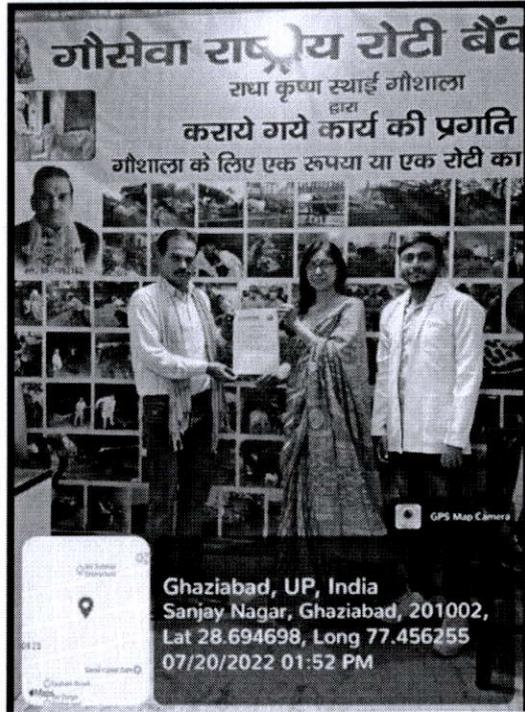 गौसेवा राष्ट्रीय रोटी बैंक
राधा कृष्ण स्थाई गौशाला
द्वारा
कराये गये कार्य की प्रगति
गौशाला के लिए एक रूपया या एक रोटी का
GPS Map Camera
Ghaziabad, UP, India
Sanjay Nagar, Ghaziabad, 201002,
Lat 28.694698, Long 77.456255
07/20/2022 01:52 PM